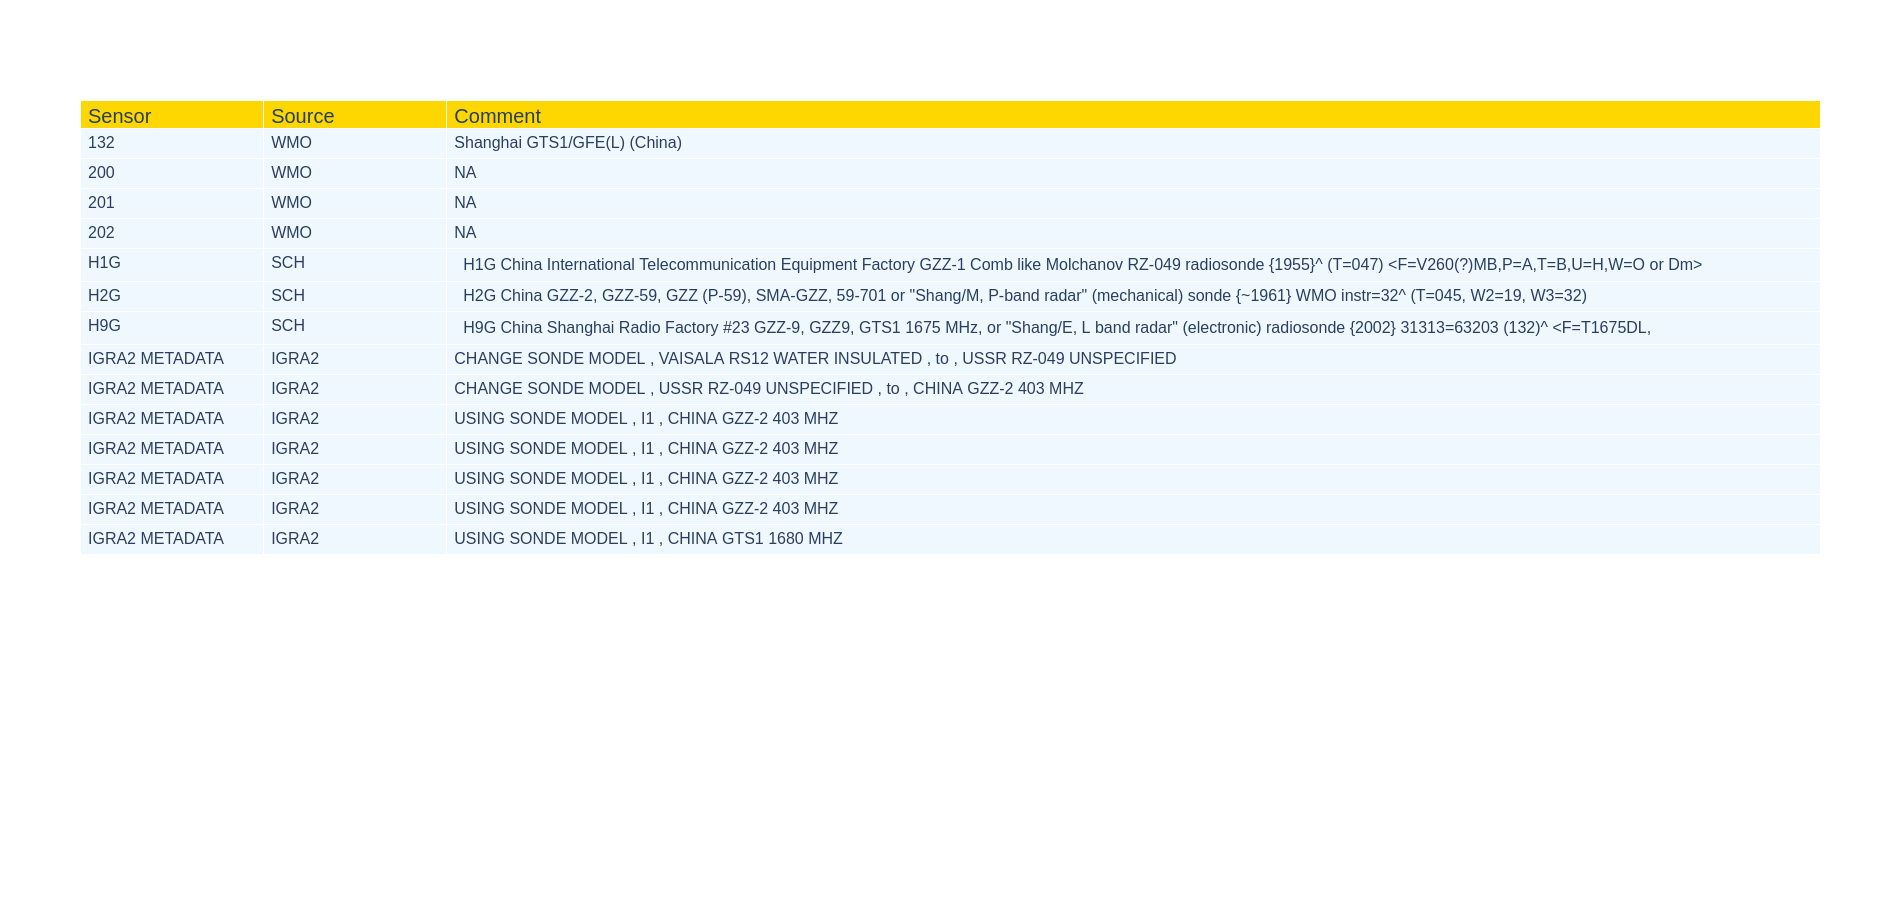 Sensor Source Comment
132 WMO Shanghai GTS1/GFE(L) (China)
200 WMO NA
201 WMO NA
202 WMO NA
H1G SCH H1G China International Telecommunication Equipment Factory GZZ-1 Comb like Molchanov RZ-049 radiosonde {1955}^ (T=047) <F=V260(?)MB,P=A,T=B,U=H,W=O or Dm>
H2G SCH H2G China GZZ-2, GZZ-59, GZZ (P-59), SMA-GZZ, 59-701 or "Shang/M, P-band radar" (mechanical) sonde {~1961} WMO instr=32^ (T=045, W2=19, W3=32)
H9G SCH H9G China Shanghai Radio Factory #23 GZZ-9, GZZ9, GTS1 1675 MHz, or "Shang/E, L band radar" (electronic) radiosonde {2002} 31313=63203 (132)^ <F=T1675DL,
IGRA2 METADATA IGRA2 CHANGE SONDE MODEL , VAISALA RS12 WATER INSULATED , to , USSR RZ-049 UNSPECIFIED
IGRA2 METADATA IGRA2 CHANGE SONDE MODEL , USSR RZ-049 UNSPECIFIED , to , CHINA GZZ-2 403 MHZ
IGRA2 METADATA IGRA2 USING SONDE MODEL , I1 , CHINA GZZ-2 403 MHZ
IGRA2 METADATA IGRA2 USING SONDE MODEL , I1 , CHINA GZZ-2 403 MHZ
IGRA2 METADATA IGRA2 USING SONDE MODEL , I1 , CHINA GZZ-2 403 MHZ
IGRA2 METADATA IGRA2 USING SONDE MODEL , I1 , CHINA GZZ-2 403 MHZ
IGRA2 METADATA IGRA2 USING SONDE MODEL , I1 , CHINA GTS1 1680 MHZ